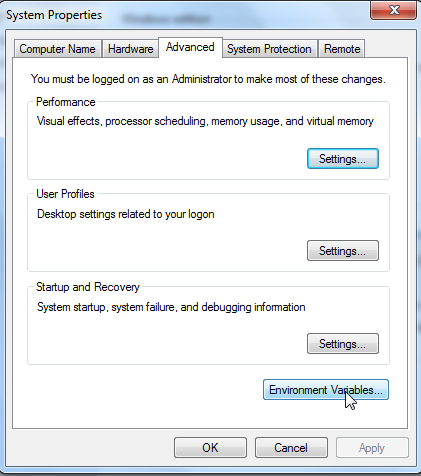 System Properties
Computer Name
Hardware
Advanced
System Protection
Remote
You must be logged on as an Administrator to make most of these changes.
Performance
Visual effects, processor scheduling, memory usage, and virtual memory
Settings...
User Profiles
Desktop settings related to your logon
Settings...
Startup and Recovery
System startup, system failure, and debugging information
Settings...
Environment Variables...
OK
Cancel
Apply